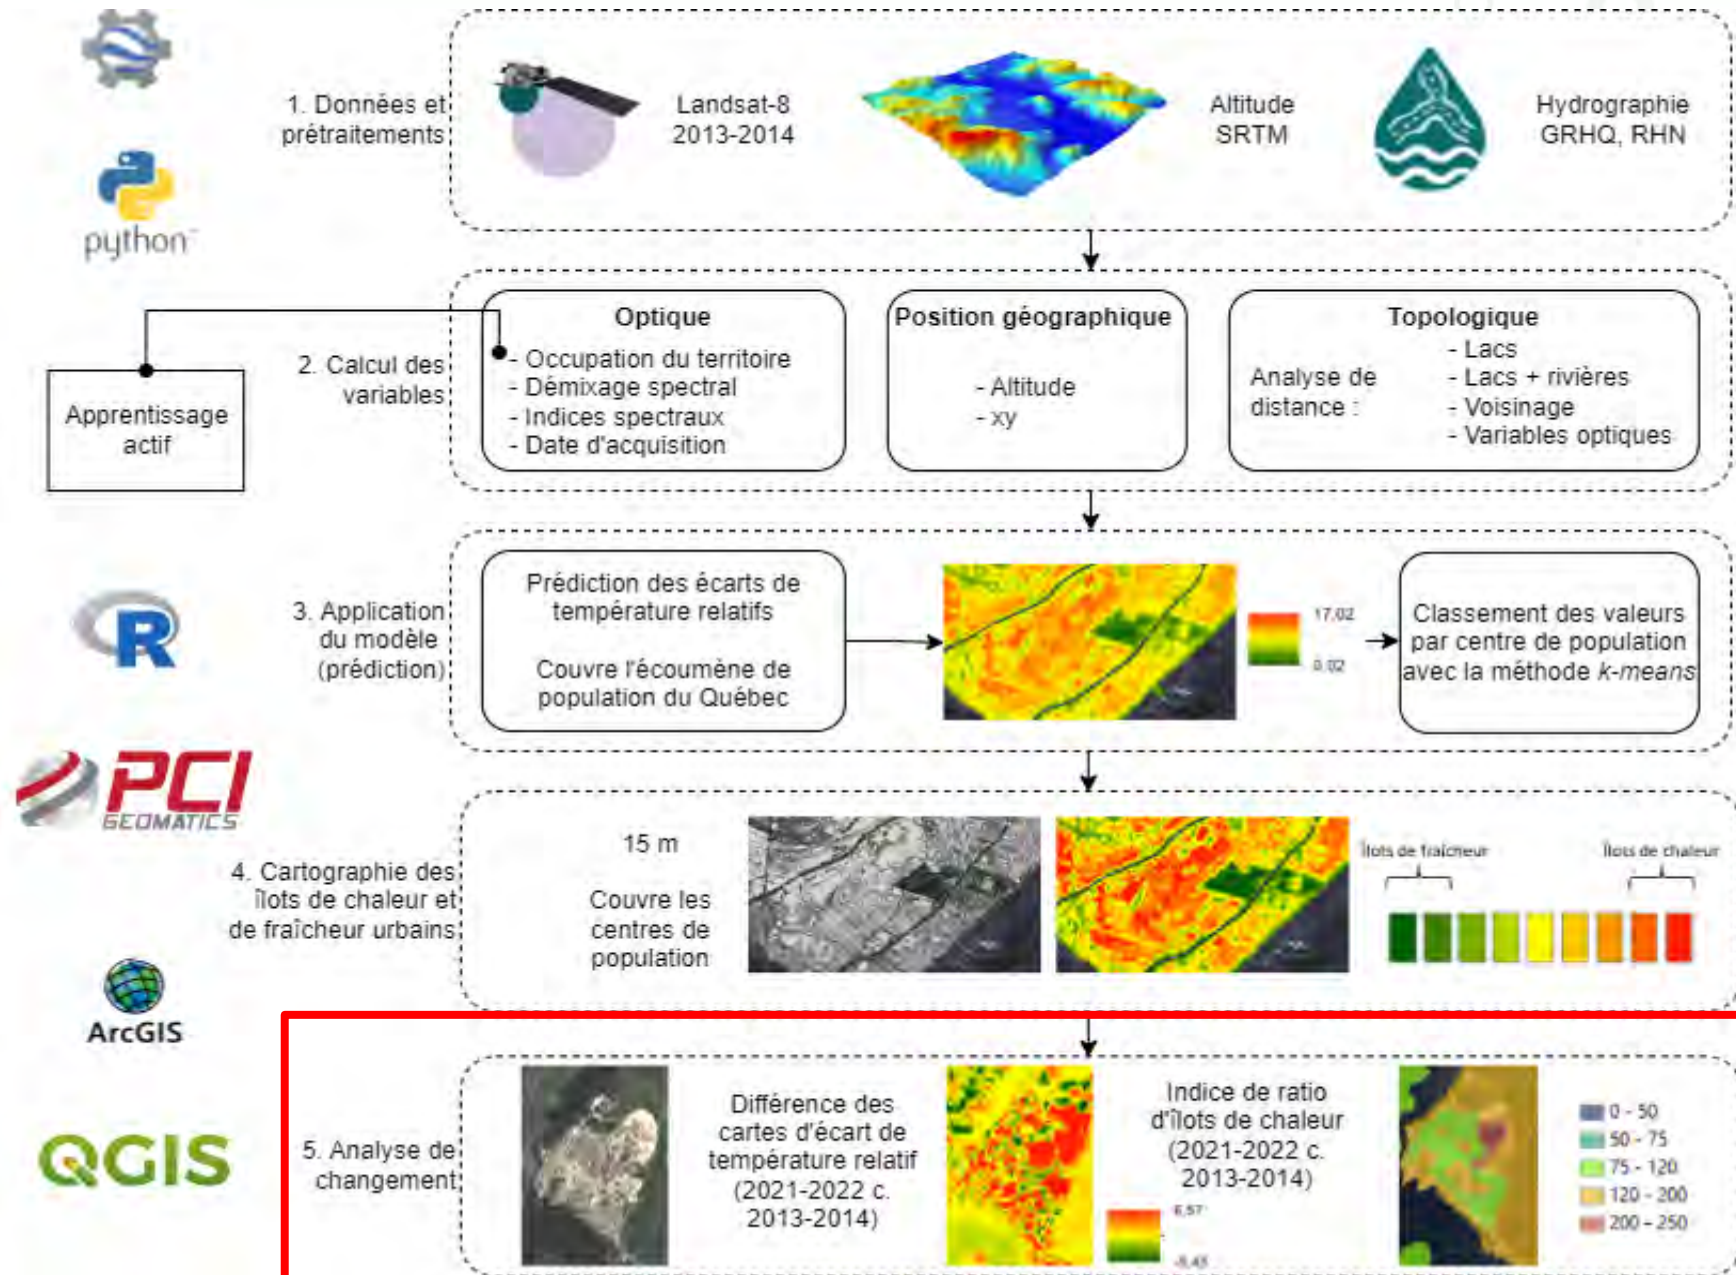 1. Données et
prétraitements
Landsat-8
2013-2014
Altitude
SRTM
Hydrographie
GRHQ, RHN
python
2. Calcul des
variables
Apprentissage
actif
Optique
- Occupation du territoire
- Démixage spectral
- Indices spectraux
- Date d'acquisition
Position géographique
- Altitude
- xy
Topologique
Analyse de
distance :
- Lacs
- Lacs + rivières
- Voisinage
- Variables optiques
R
3. Application
du modèle
(prédiction)
Prédiction des écarts de
température relatifs
Couvre l'écoumène de
population du Québec
17,02
0,02
Classement des valeurs
par centre de population
avec la méthode k-means
PCI
GEOMATICS
4. Cartographie des
îlots de chaleur et
de fraîcheur urbains
15 m
Couvre les
centres de
population
Îlots de fraîcheur
Îlots de chaleur
ArcGIS
QGIS
5. Analyse de
changement
Différence des
cartes d'écart de
température relatif
(2021-2022 c.
2013-2014)
6,57
Indice de ratio
d'îlots de chaleur
(2021-2022 c.
2013-2014)
0 - 50
50 - 75
75 - 120
120 - 200
200 - 250